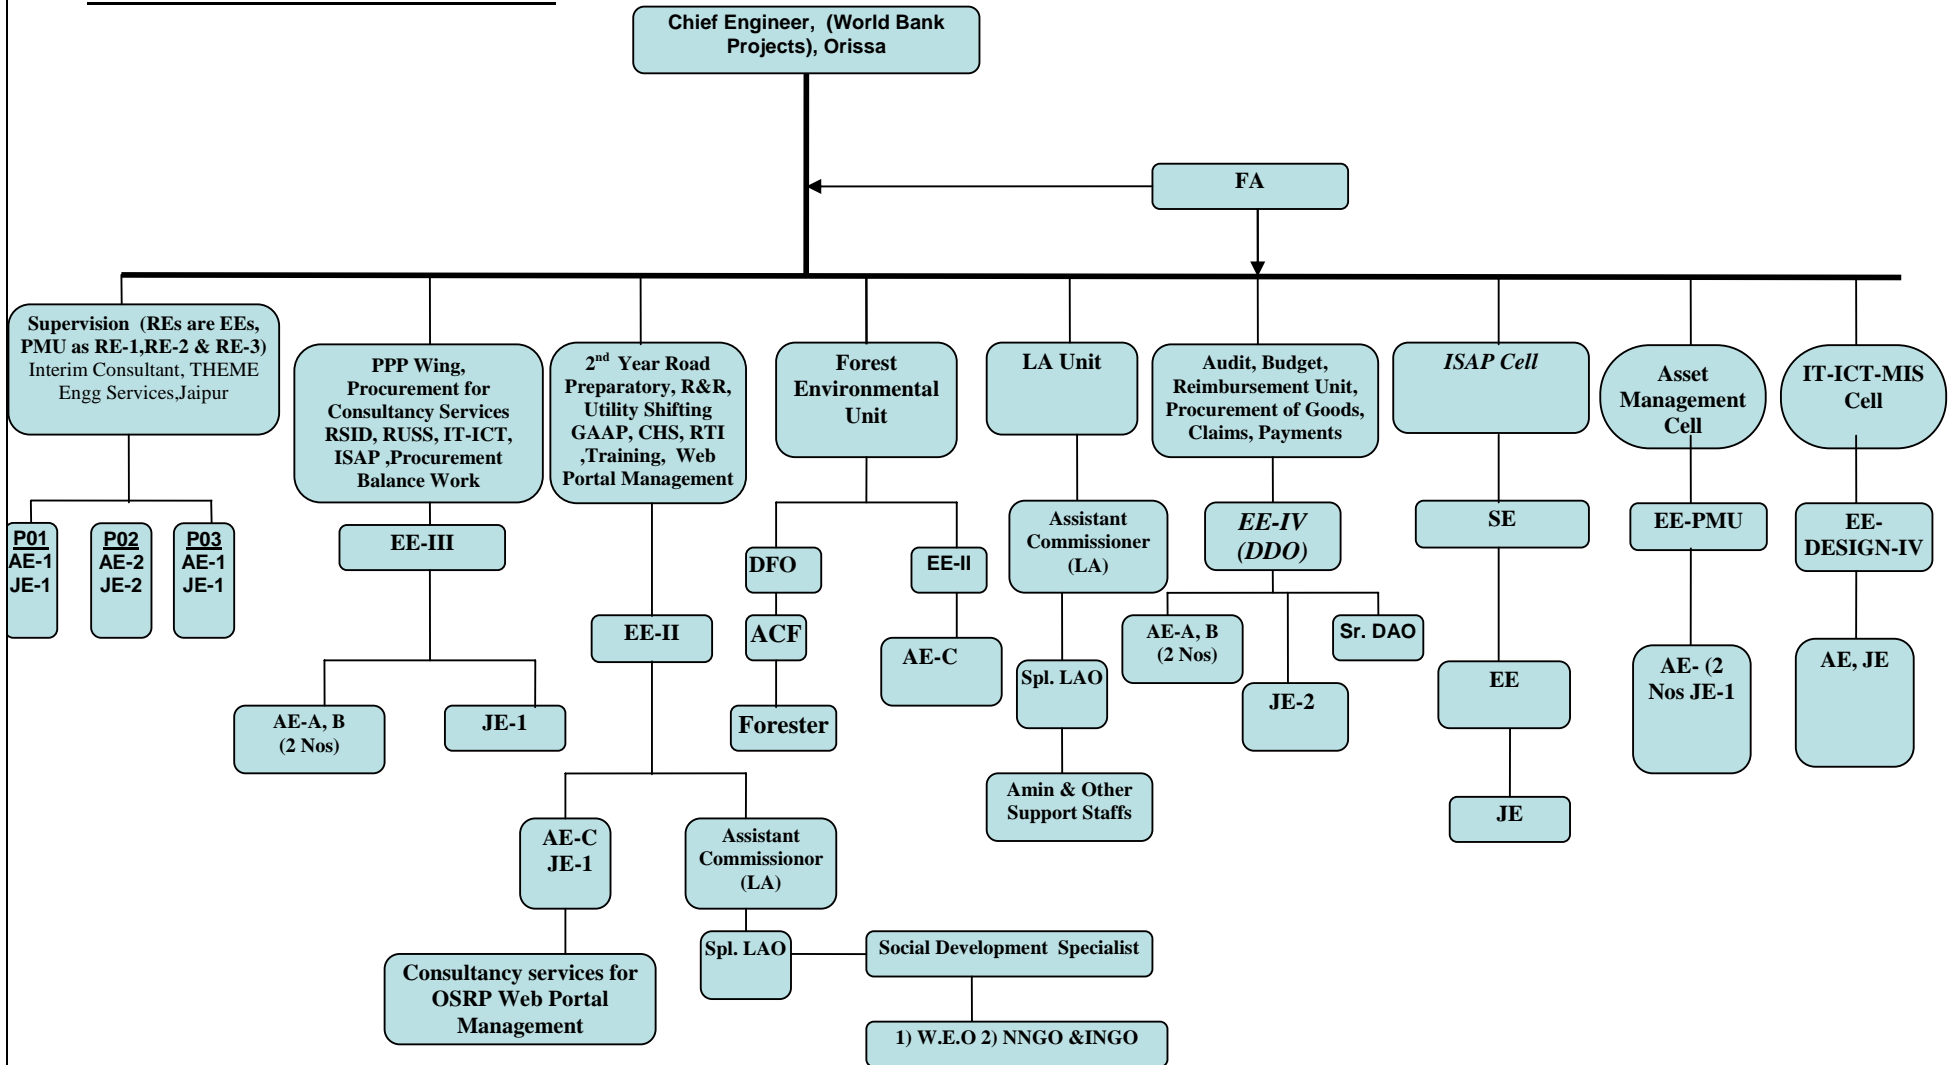 Chief Engineer, (World Bank
Projects), Orissa
FA
Supervision (REs are EEs,
PMU as RE-1,RE-2 & RE-3)
Interim Consultant, THEME
Engg Services,Jaipur
PPP Wing,
Procurement for
Consultancy Services
RSID, RUSS, IT-ICT,
ISAP ,Procurement
Balance Work
2nd Year Road
Preparatory, R&R,
Utility Shifting
GAAP, CHS, RTI
,Training, Web
Portal Management
Forest
Environmental
Unit
LA Unit
Audit, Budget,
Reimbursement Unit,
Procurement of Goods,
Claims, Payments
ISAP Cell
Asset
Management
Cell
IT-ICT-MIS
Cell
P01
AE-1
JE-1
P02
AE-2
JE-2
P03
AE-1
JE-1
EE-III
AE-A, B
(2 Nos)
JE-1
EE-II
AE-C
JE-1
Consultancy services for
OSRP Web Portal
Management
Assistant
Commissionor
(LA)
Spl. LAO
Social Development Specialist
1) W.E.O 2) NNGO &INGO
DFO
ACF
Forester
EE-II
AE-C
Assistant
Commissioner
(LA)
Spl. LAO
Amin & Other
Support Staffs
EE-IV
(DDO)
AE-A, B
(2 Nos)
JE-2
Sr. DAO
SE
EE
JE
EE-PMU
AE- (2
Nos JE-1
EE-
DESIGN-IV
AE, JE